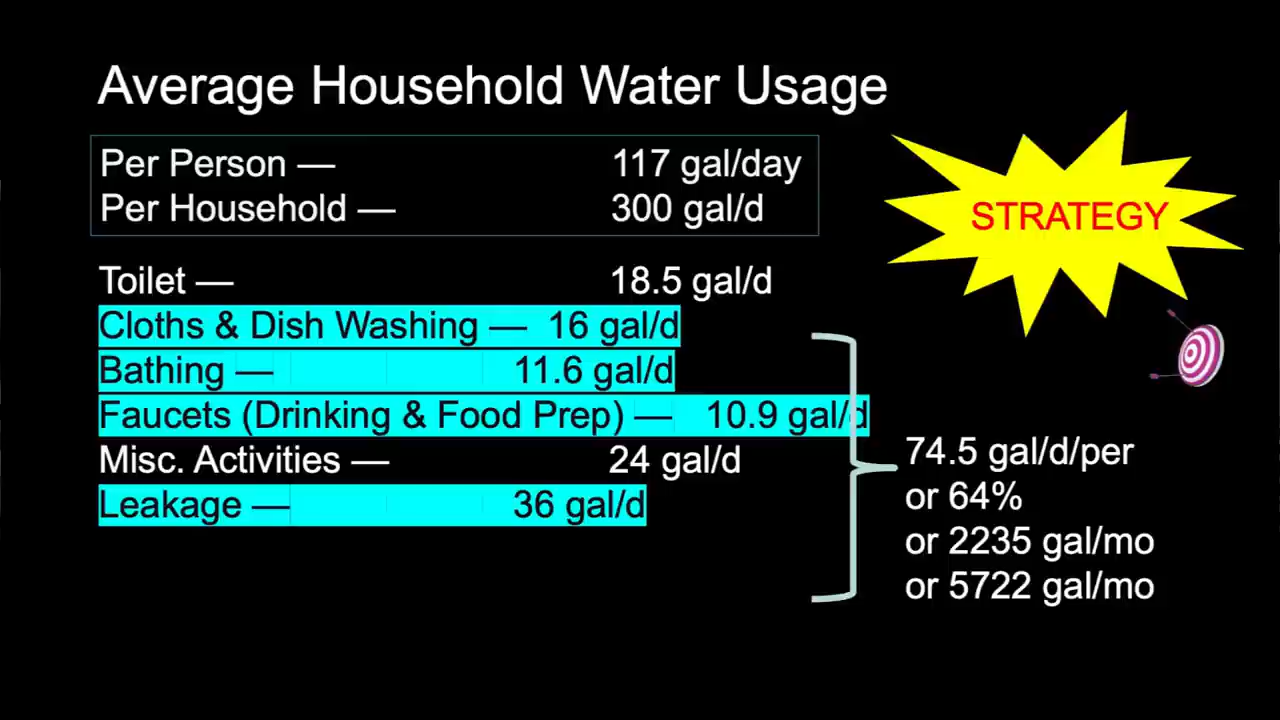 Average Household Water Usage
Per Person — 117 gal/day
Per Household — 300 gal/d
STRATEGY
Toilet — 18.5 gal/d
Cloths & Dish Washing — 16 gal/d
Bathing — 11.6 gal/d
Faucets (Drinking & Food Prep) — 10.9 gal/d
Misc. Activities — 24 gal/d
Leakage — 36 gal/d
74.5 gal/d/per
or 64%
or 2235 gal/mo
or 5722 gal/mo